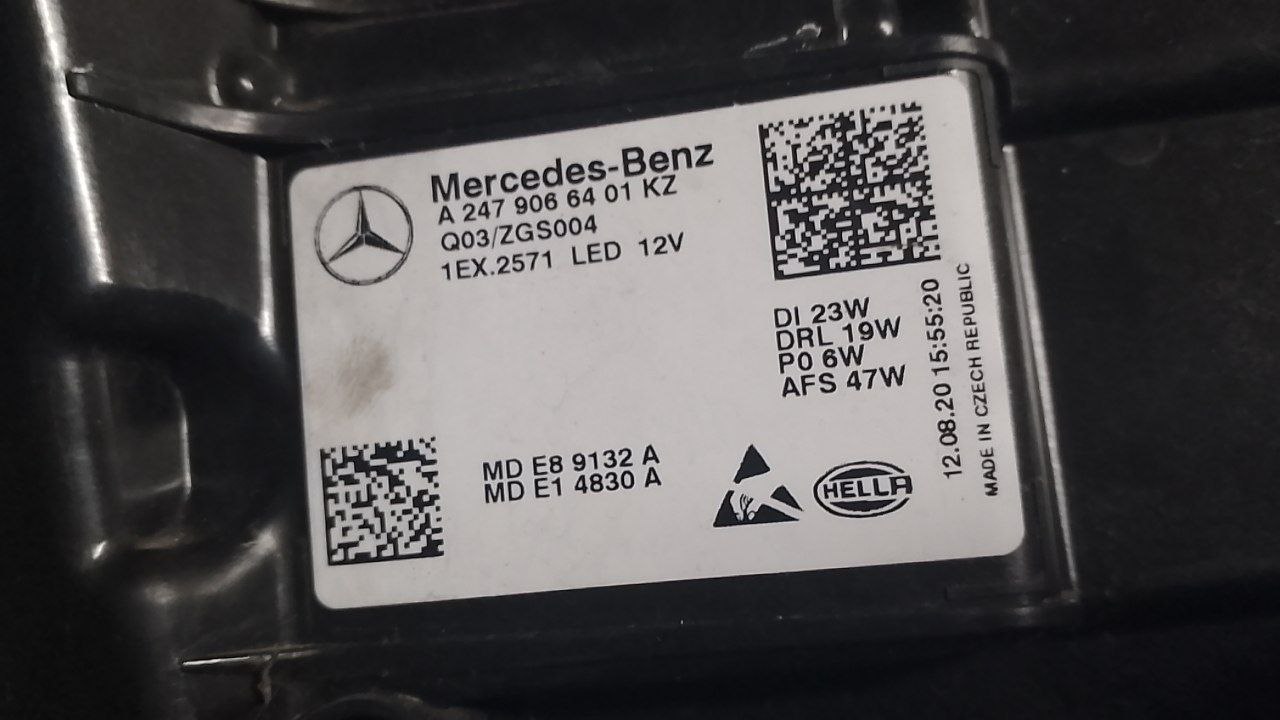 Mercedes-Benz
A 247 906 64 01 KZ
Q03/ZGS004
1EX.2571 LED 12V
DI 23W
DRL 19W
P0 6W
AFS 47W
12.08.20 15:55:20
MADE IN CZECH REPUBLIC
MD E8 9132 A
MD E1 4830 A
HELLA